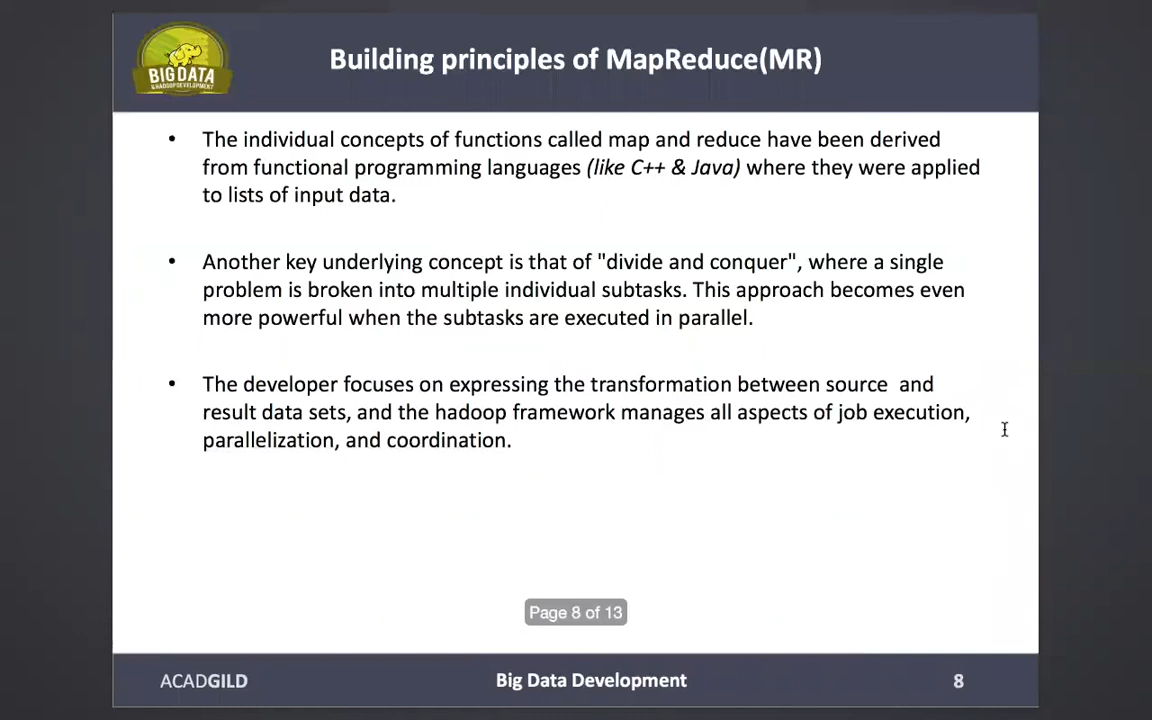 BIG DATA
& HADOOP DEVELOPMENT
Building principles of MapReduce(MR)
• The individual concepts of functions called map and reduce have been derived
from functional programming languages (like C++ & Java) where they were applied
to lists of input data.
• Another key underlying concept is that of "divide and conquer", where a single
problem is broken into multiple individual subtasks. This approach becomes even
more powerful when the subtasks are executed in parallel.
• The developer focuses on expressing the transformation between source and
result data sets, and the hadoop framework manages all aspects of job execution,
parallelization, and coordination.
Page 8 of 13
ACADGILD
Big Data Development
8